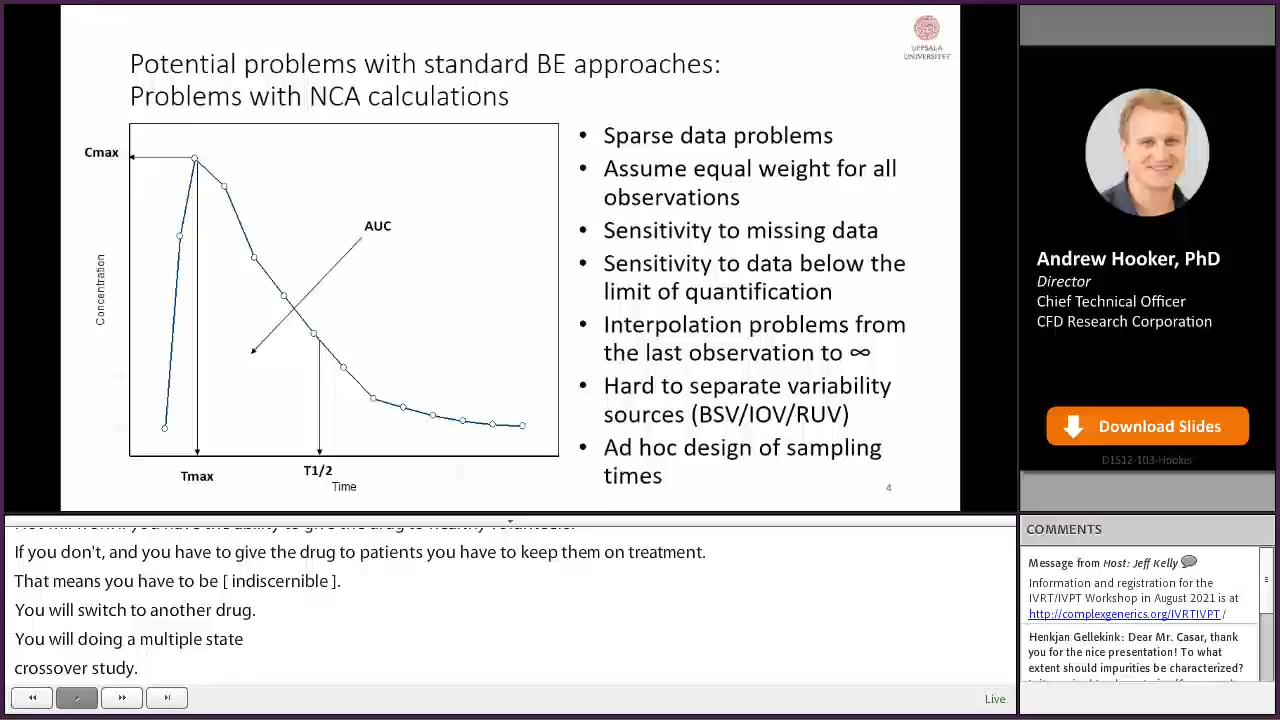 UPPSALA
UNIVERSITET
Potential problems with standard BE approaches:
Problems with NCA calculations
Cmax
AUC
Concentration
Tmax
T1/2
Time
• Sparse data problems
• Assume equal weight for all
observations
• Sensitivity to missing data
• Sensitivity to data below the
limit of quantification
• Interpolation problems from
the last observation to ∞
• Hard to separate variability
sources (BSV/IOV/RUV)
• Ad hoc design of sampling
times
4
Andrew Hooker, PhD
Director
Chief Technical Officer
CFD Research Corporation
Download Slides
D1S12-103-Hooker
If you don't, and you have to give the drug to patients you have to keep them on treatment.
That means you have to be [ indiscernible ].
You will switch to another drug.
You will doing a multiple state
crossover study.
Live
COMMENTS
Message from Host: Jeff Kelly
Information and registration for the
IVRT/IVPT Workshop in August 2021 is at
http://complexgenerics.org/IVRTIVPT /
Henkjan Gellekink: Dear Mr. Casar, thank
you for the nice presentation! To what
extent should impurities be characterized?